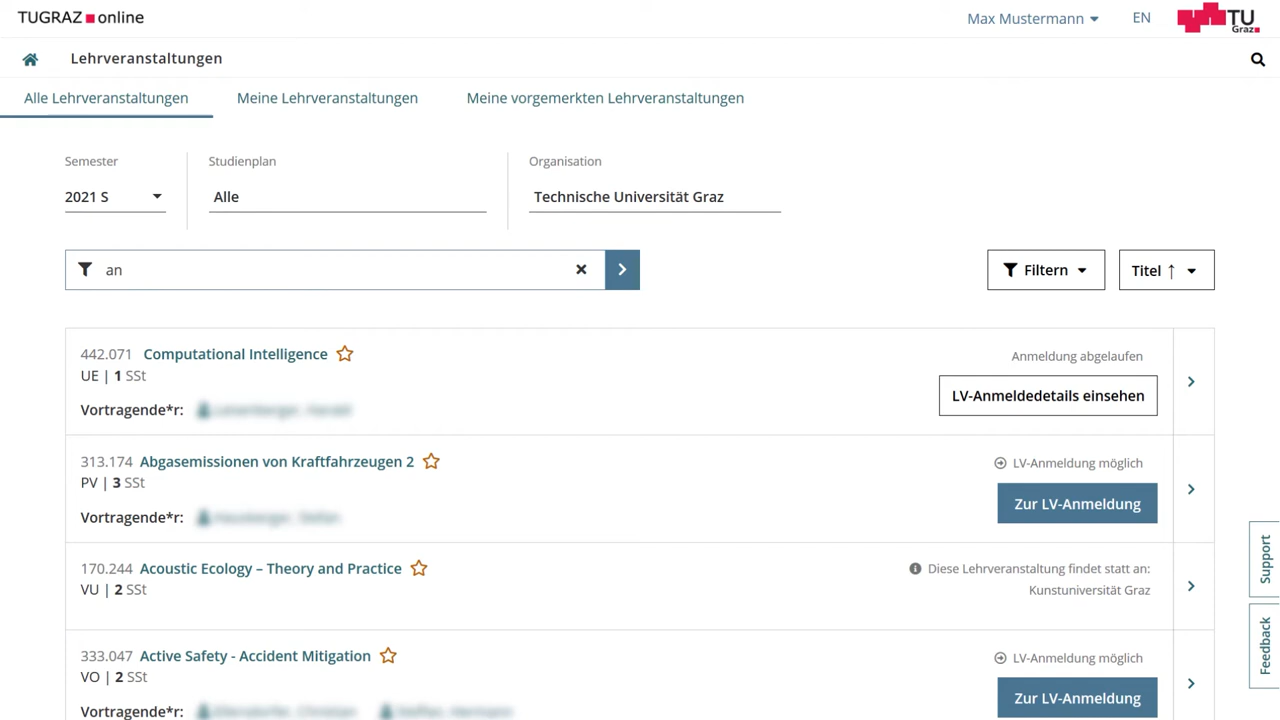 TUGRAZ online
Max Mustermann
EN
TU
Graz
Lehrveranstaltungen
Alle Lehrveranstaltungen
Meine Lehrveranstaltungen
Meine vorgemerkten Lehrveranstaltungen
Semester
Studienplan
Organisation
2021 S
Alle
Technische Universität Graz
an
Filtern
Titel ↑
442.071 Computational Intelligence
Anmeldung abgelaufen
UE | 1 SSt
LV-Anmeldedetails einsehen
Vortragende*r:
313.174 Abgasemissionen von Kraftfahrzeugen 2
LV-Anmeldung möglich
PV | 3 SSt
Zur LV-Anmeldung
Vortragende*r:
170.244 Acoustic Ecology – Theory and Practice
Diese Lehrveranstaltung findet statt an:
VU | 2 SSt
Kunstuniversität Graz
333.047 Active Safety - Accident Mitigation
LV-Anmeldung möglich
VO | 2 SSt
Zur LV-Anmeldung
Vortragende*r:
Support
Feedback